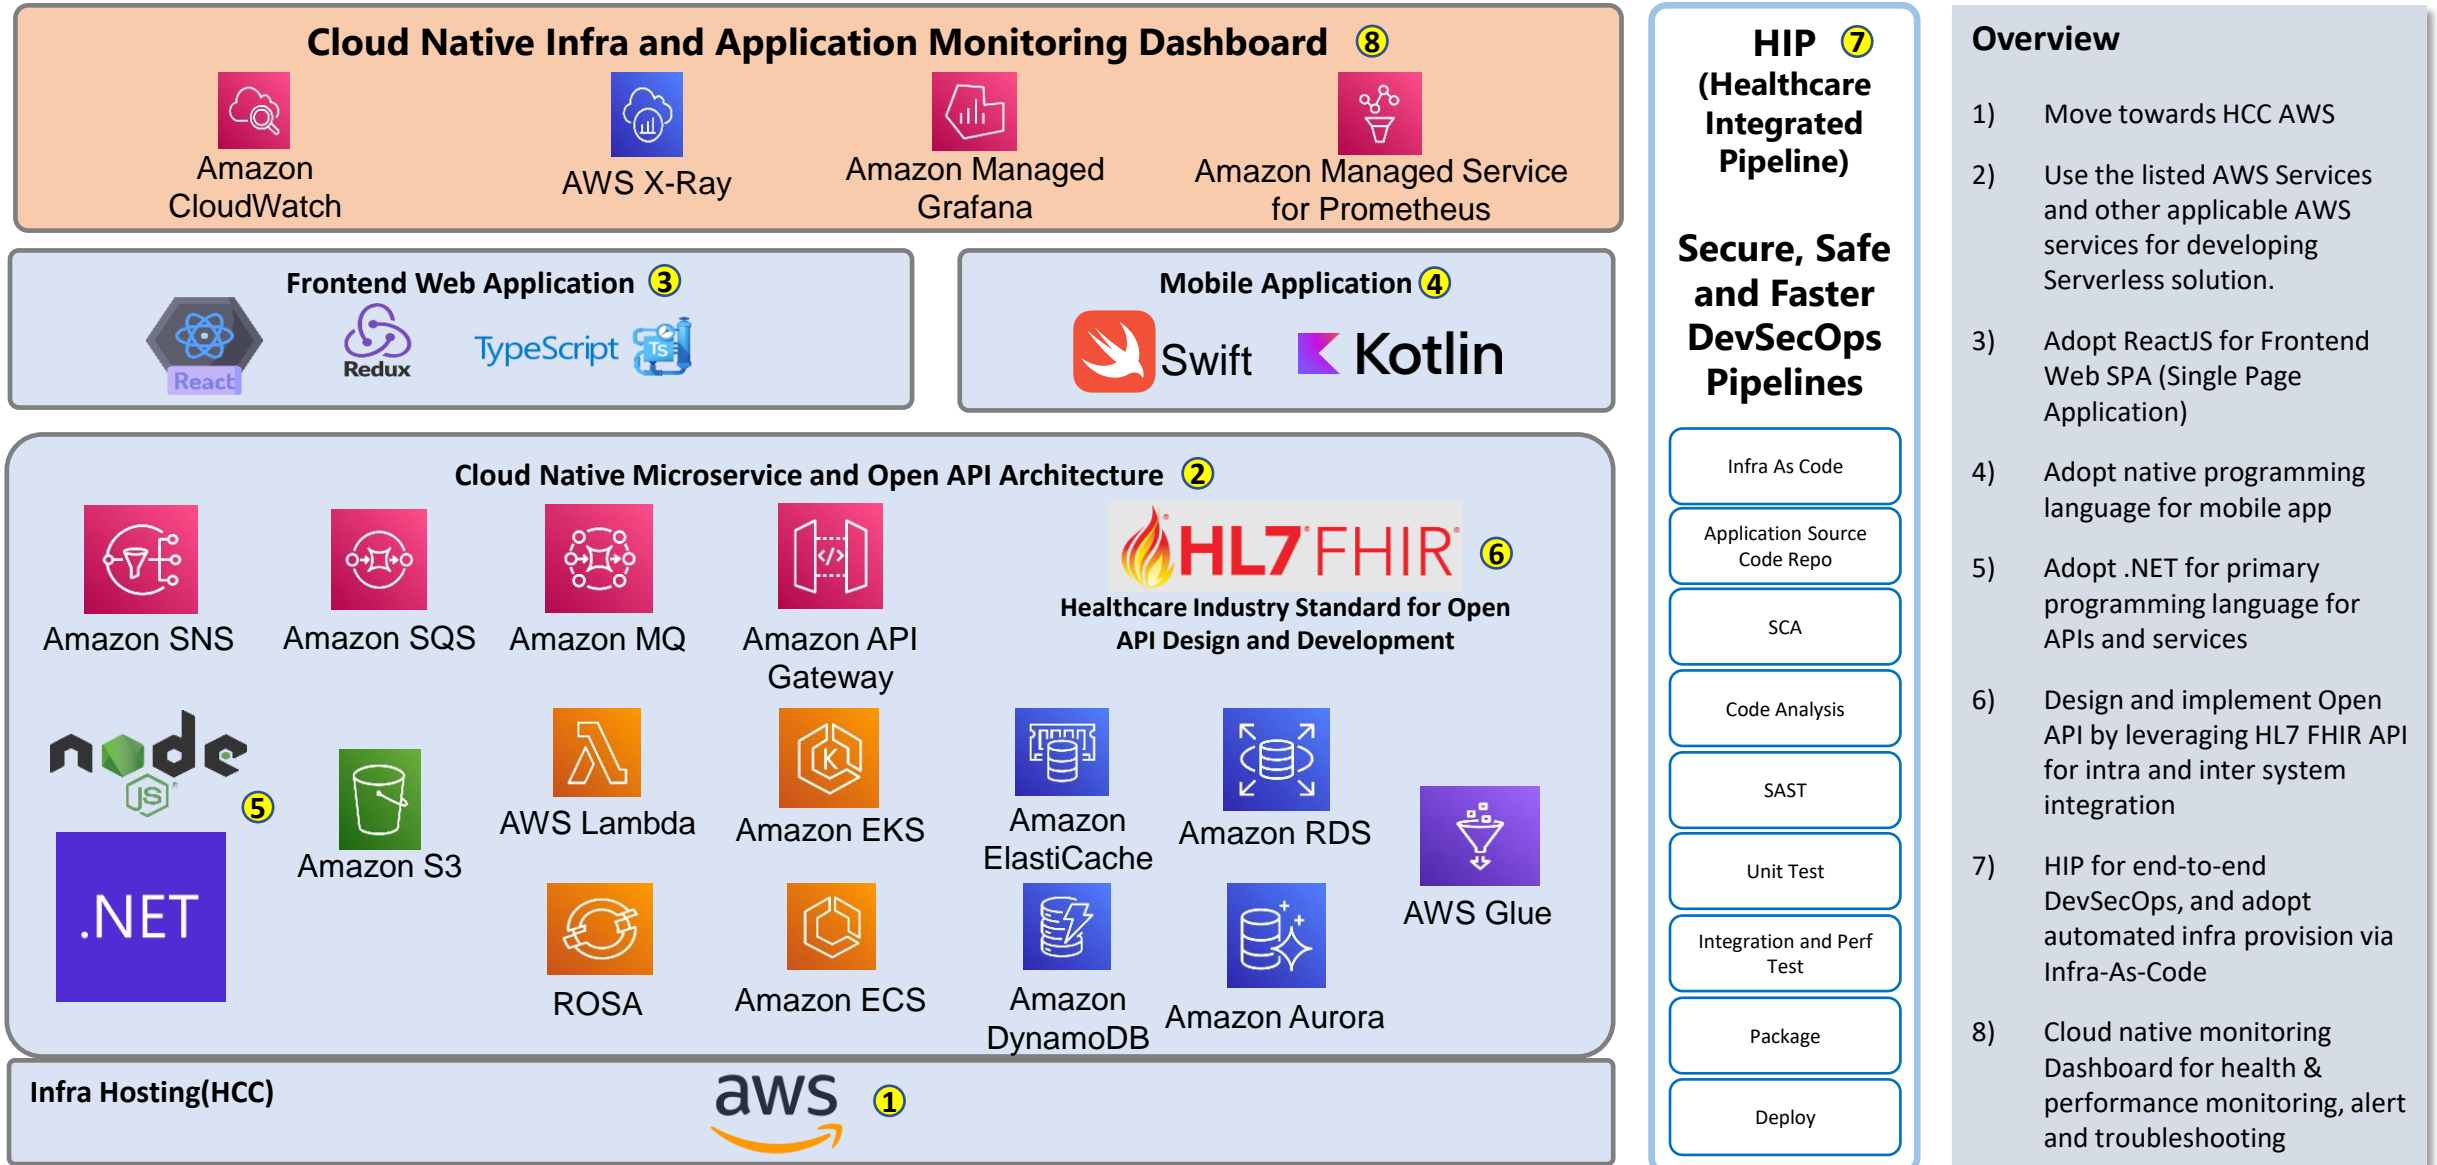 Cloud Native Infra and Application Monitoring Dashboard 8
Amazon
CloudWatch
AWS X-Ray
Amazon Managed
Grafana
Amazon Managed Service
for Prometheus
Frontend Web Application 3
React
Redux
TypeScript Ts
Mobile Application 4
Swift
Kotlin
Cloud Native Microservice and Open API Architecture 2
Amazon SNS
Amazon SQS
Amazon MQ
</>
Amazon API
Gateway
HL7® FHIR® 6
Healthcare Industry Standard for Open
API Design and Development
node
JS
5
.NET
Amazon S3
AWS Lambda
K
Amazon EKS
Amazon
ElastiCache
Amazon RDS
AWS Glue
ROSA
Amazon ECS
Amazon
DynamoDB
Amazon Aurora
Infra Hosting(HCC)
aws 1
HIP 7
(Healthcare
Integrated
Pipeline)
Secure, Safe
and Faster
DevSecOps
Pipelines
Infra As Code
Application Source
Code Repo
SCA
Code Analysis
SAST
Unit Test
Integration and Perf
Test
Package
Deploy
Overview
1) Move towards HCC AWS
2) Use the listed AWS Services
and other applicable AWS
services for developing
Serverless solution.
3) Adopt ReactJS for Frontend
Web SPA (Single Page
Application)
4) Adopt native programming
language for mobile app
5) Adopt .NET for primary
programming language for
APIs and services
6) Design and implement Open
API by leveraging HL7 FHIR API
for intra and inter system
integration
7) HIP for end-to-end
DevSecOps, and adopt
automated infra provision via
Infra-As-Code
8) Cloud native monitoring
Dashboard for health &
performance monitoring, alert
and troubleshooting